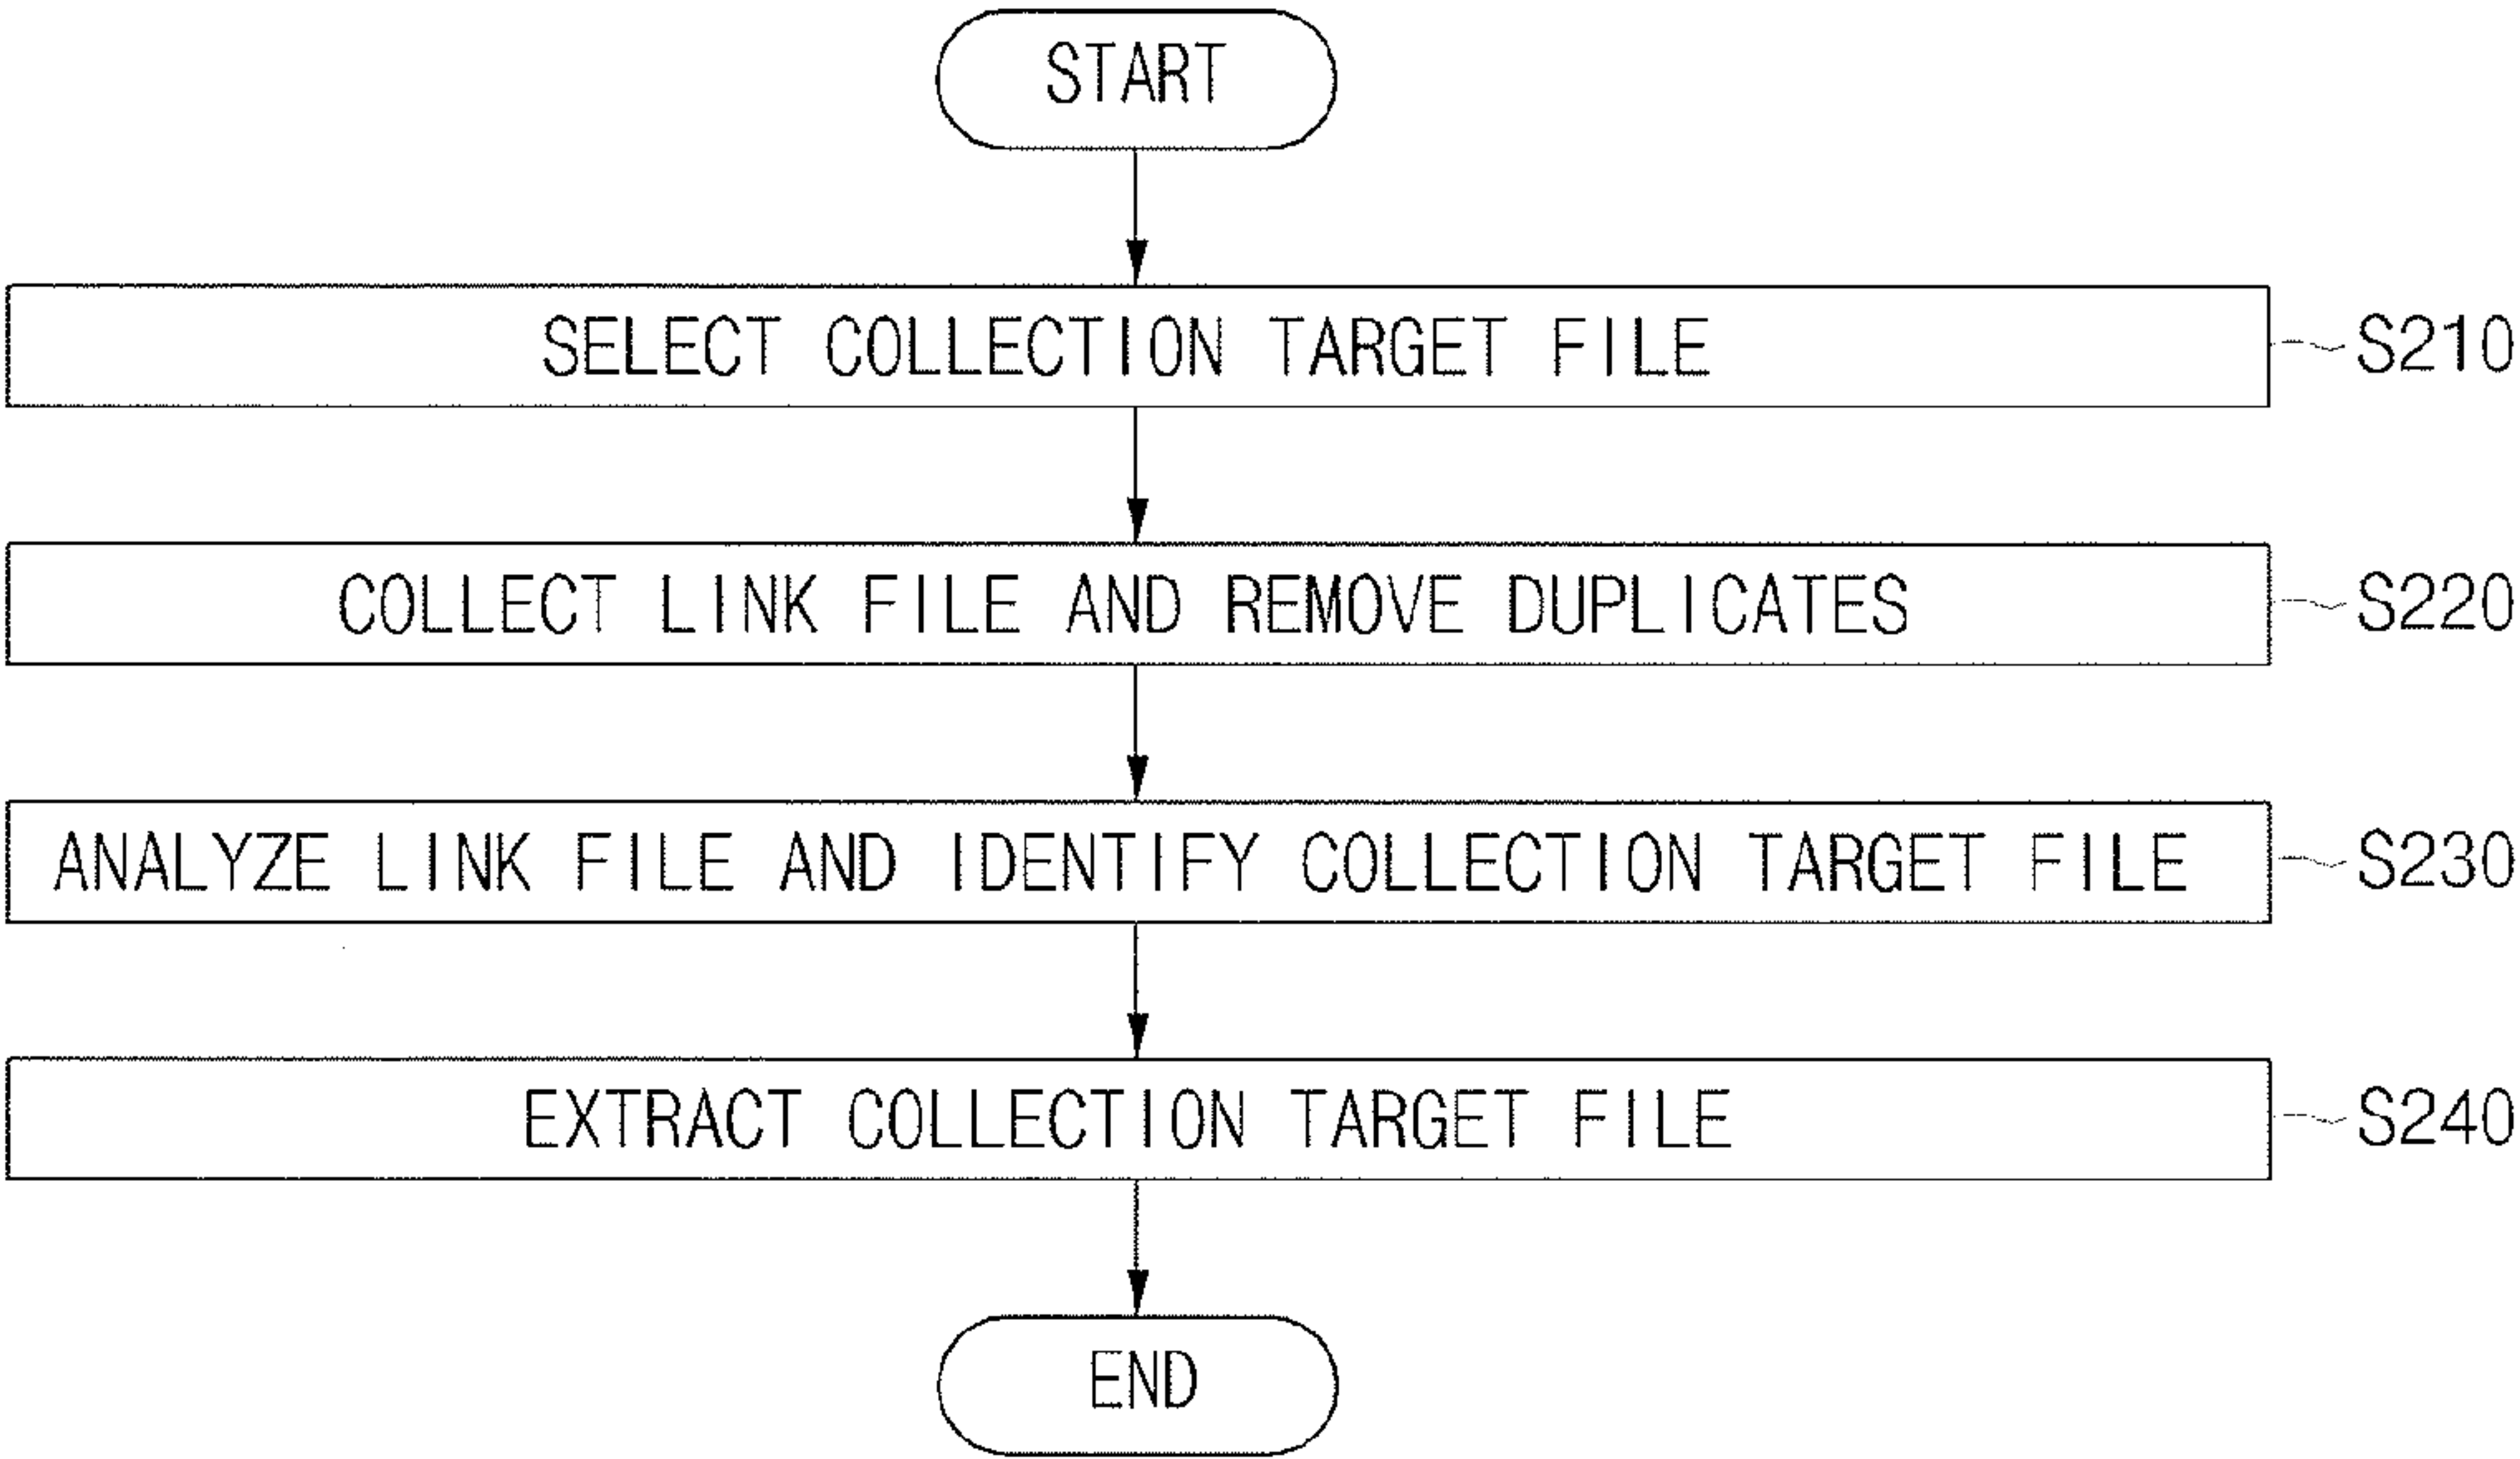 START
SELECT COLLECTION TARGET FILE S210
COLLECT LINK FILE AND REMOVE DUPLICATES S220
ANALYZE LINK FILE AND IDENTIFY COLLECTION TARGET FILE S230
EXTRACT COLLECTION TARGET FILE S240
END